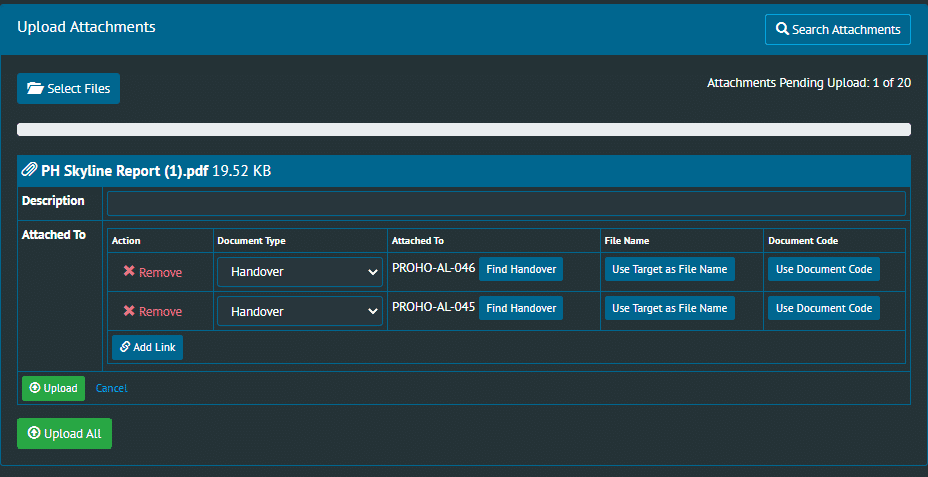 Upload Attachments
Search Attachments
Select Files
Attachments Pending Upload: 1 of 20
PH Skyline Report (1).pdf 19.52 KB
Description
Attached To
Action Document Type Attached To File Name Document Code
Remove Handover PROHO-AL-046 Find Handover Use Target as File Name Use Document Code
Remove Handover PROHO-AL-045 Find Handover Use Target as File Name Use Document Code
Add Link
Upload Cancel
Upload All